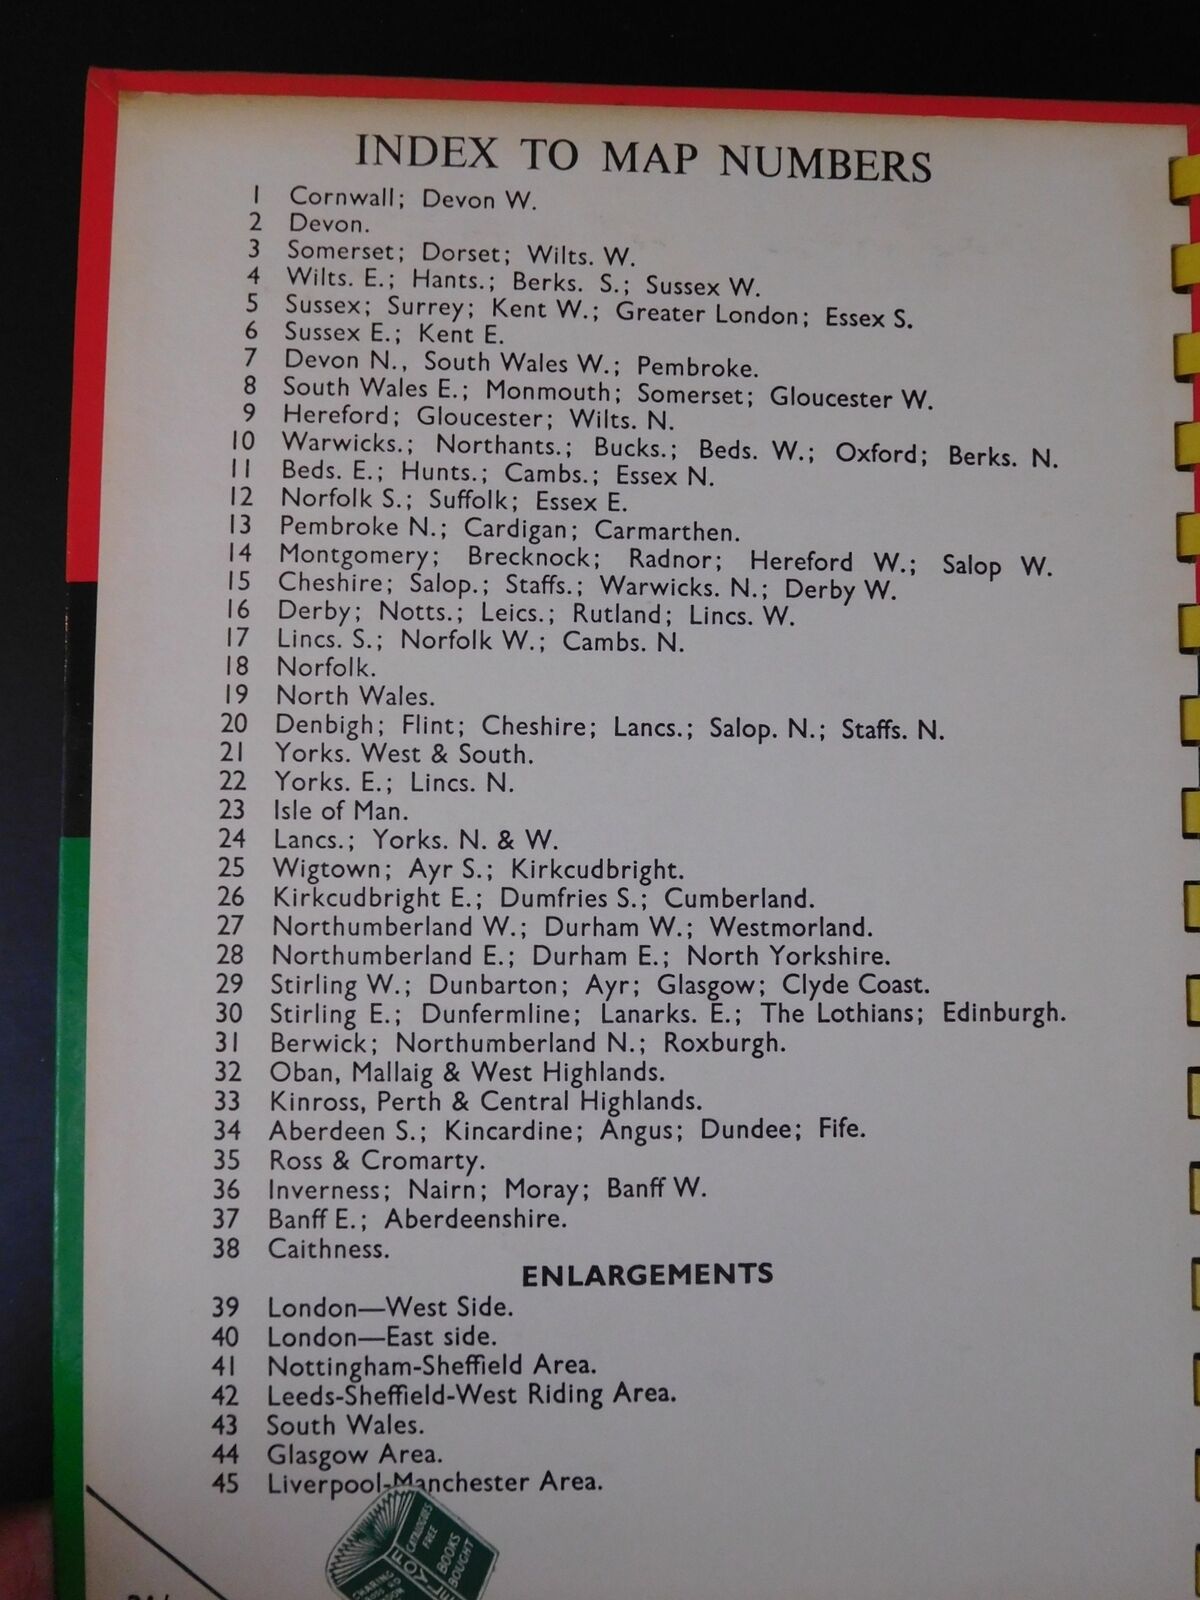 INDEX TO MAP NUMBERS
1 Cornwall; Devon W.
2 Devon.
3 Somerset; Dorset; Wilts. W.
4 Wilts. E.; Hants.; Berks. S.; Sussex W.
5 Sussex; Surrey; Kent W.; Greater London; Essex S.
6 Sussex E.; Kent E.
7 Devon N., South Wales W.; Pembroke.
8 South Wales E.; Monmouth; Somerset; Gloucester W.
9 Hereford; Gloucester; Wilts. N.
10 Warwicks.; Northants.; Bucks.; Beds. W.; Oxford; Berks. N.
11 Beds. E.; Hunts.; Cambs.; Essex N.
12 Norfolk S.; Suffolk; Essex E.
13 Pembroke N.; Cardigan; Carmarthen.
14 Montgomery; Brecknock; Radnor; Hereford W.; Salop W.
15 Cheshire; Salop.; Staffs.; Warwicks. N.; Derby W.
16 Derby; Notts.; Leics.; Rutland; Lincs. W.
17 Lincs. S.; Norfolk W.; Cambs. N.
18 Norfolk.
19 North Wales.
20 Denbigh; Flint; Cheshire; Lancs.; Salop. N.; Staffs. N.
21 Yorks. West & South.
22 Yorks. E.; Lincs. N.
23 Isle of Man.
24 Lancs.; Yorks. N. & W.
25 Wigtown; Ayr S.; Kirkcudbright.
26 Kirkcudbright E.; Dumfries S.; Cumberland.
27 Northumberland W.; Durham W.; Westmorland.
28 Northumberland E.; Durham E.; North Yorkshire.
29 Stirling W.; Dunbarton; Ayr; Glasgow; Clyde Coast.
30 Stirling E.; Dunfermline; Lanarks. E.; The Lothians; Edinburgh.
31 Berwick; Northumberland N.; Roxburgh.
32 Oban, Mallaig & West Highlands.
33 Kinross, Perth & Central Highlands.
34 Aberdeen S.; Kincardine; Angus; Dundee; Fife.
35 Ross & Cromarty.
36 Inverness; Nairn; Moray; Banff W.
37 Banff E.; Aberdeenshire.
38 Caithness.
ENLARGEMENTS
39 London—West Side.
40 London—East side.
41 Nottingham-Sheffield Area.
42 Leeds-Sheffield-West Riding Area.
43 South Wales.
44 Glasgow Area.
45 Liverpool-Manchester Area.
CATALOGUES
FREE
BOOKS
BOUGHT
CHARING